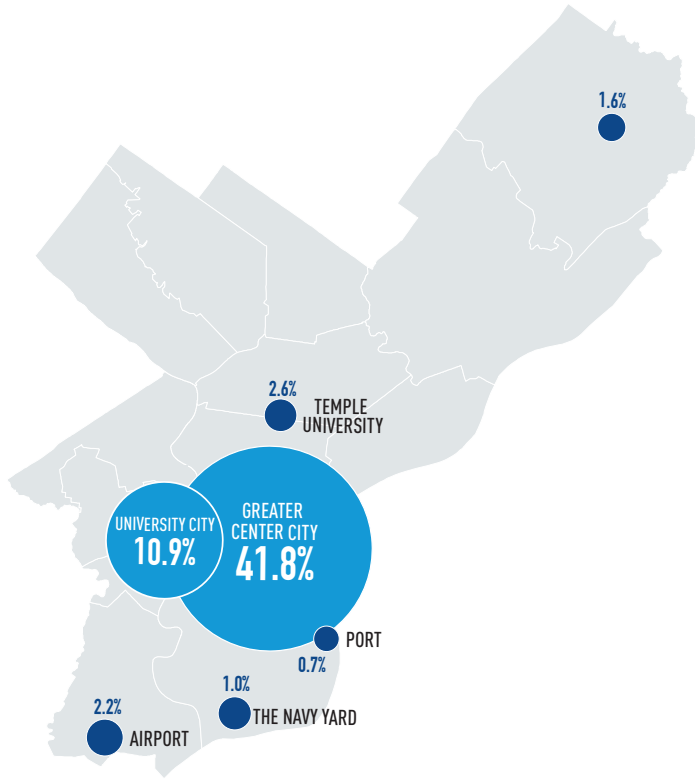 1.6%
2.6%
TEMPLE
UNIVERSITY
UNIVERSITY CITY
10.9%
GREATER
CENTER CITY
41.8%
PORT
0.7%
1.0%
THE NAVY YARD
2.2%
AIRPORT